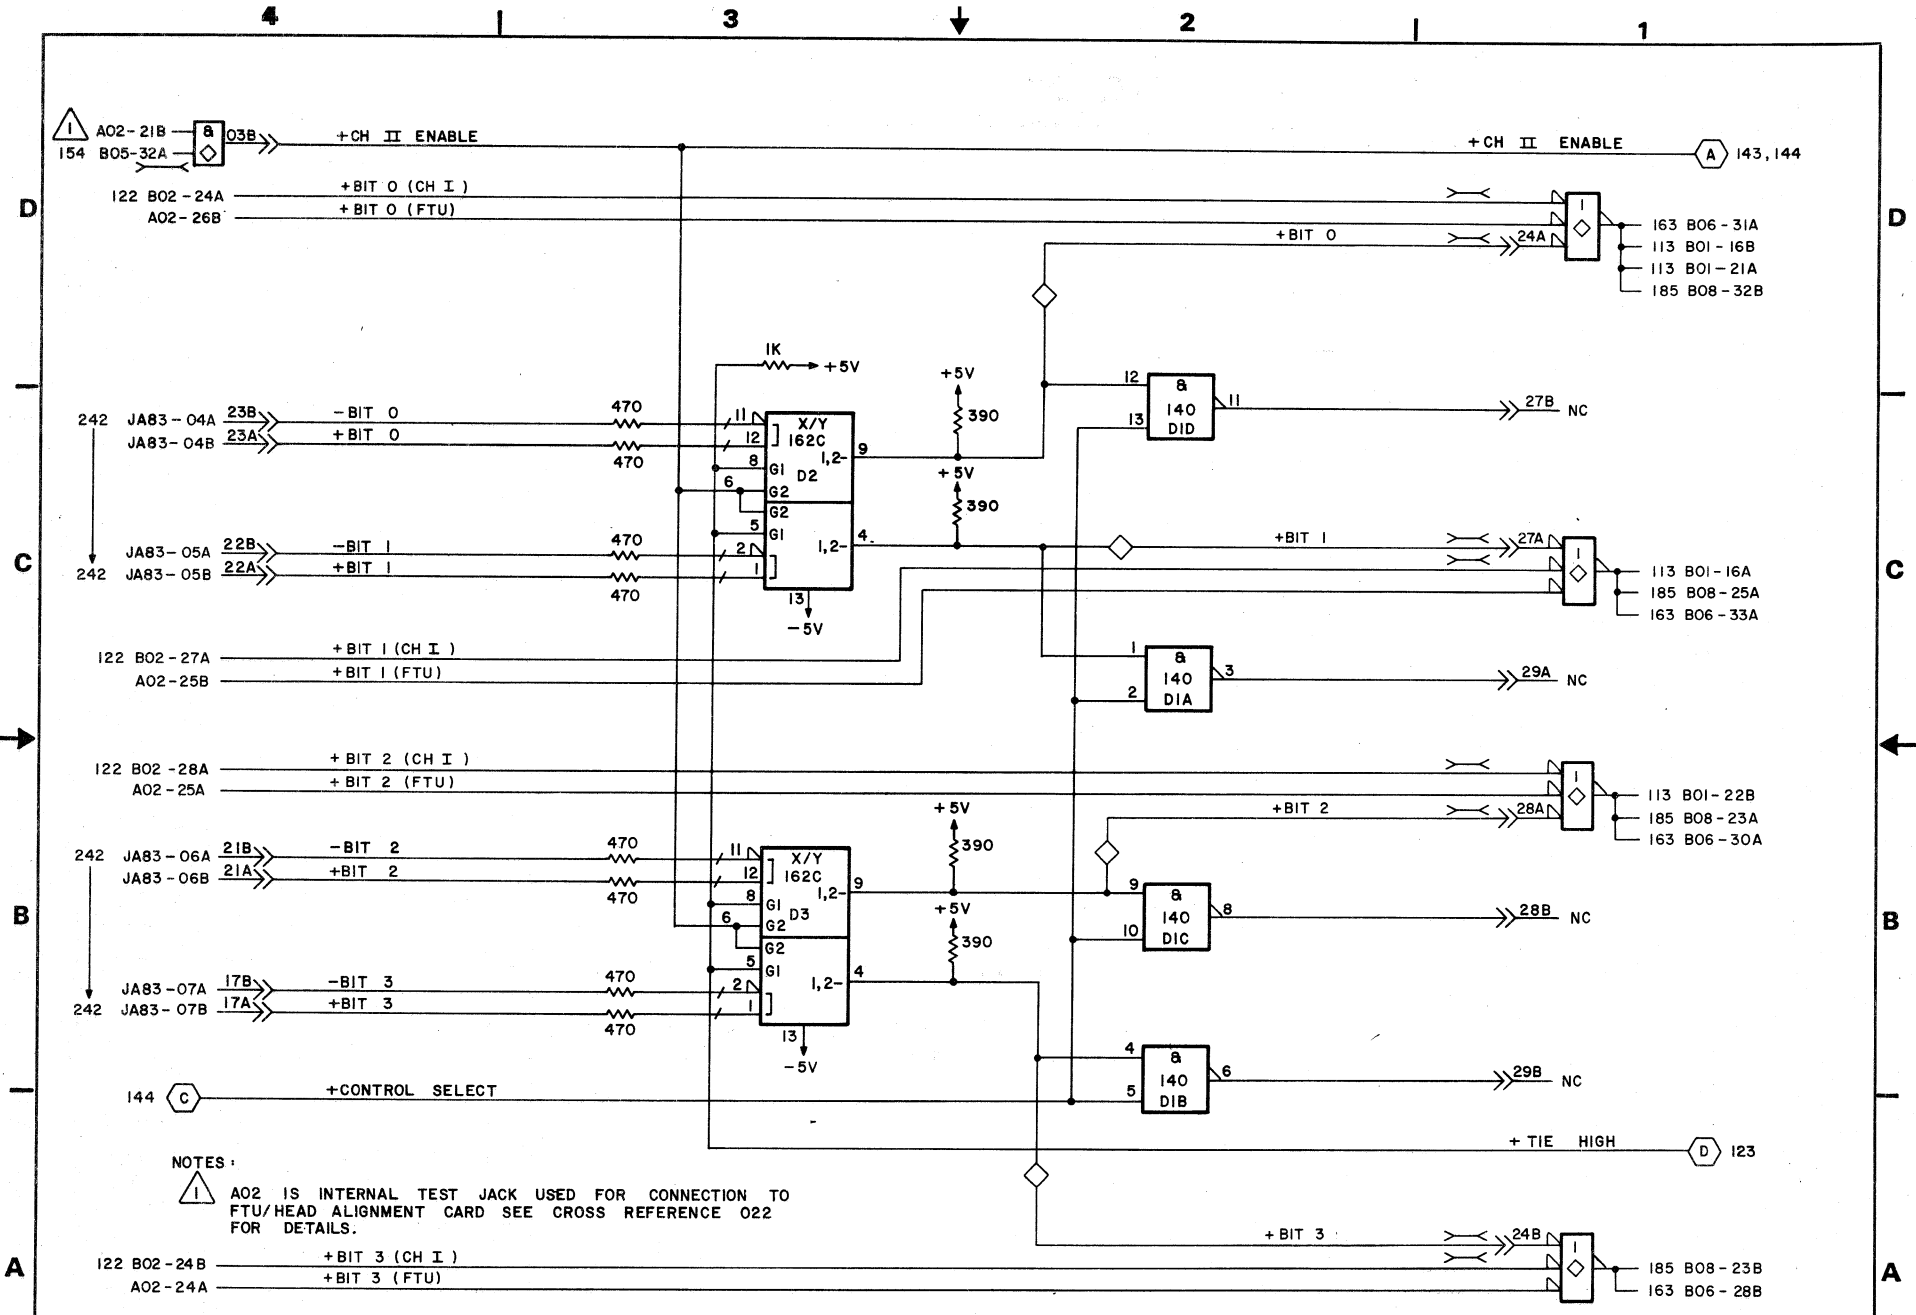 4 3 2 1
1 A02-21B & 03B +CH II ENABLE +CH II ENABLE A 143,144
154 B05-32A
D D
122 B02-24A +BIT 0 (CH I) 1
A02-26B +BIT 0 (FTU) 163 B06-31A
+BIT 0 24A 113 B01-16B
113 B01-21A
185 B08-32B
1K
+5V +5V
390
242 JA83-04A 23B -BIT 0 470 11 X/Y 12 & 11 27B NC
JA83-04B 23A +BIT 0 470 12 162C 13 140
D1D
8 G1 D2 1,2- 9
6 G2
+5V
390
G2
5 G1 1,2- 4
JA83-05A 22B -BIT 1 470 2 +BIT 1 27A 1
242 JA83-05B 22A +BIT 1 470 1 113 B01-16A
185 B08-25A
163 B06-33A
C C
13
-5V
122 B02-27A +BIT 1 (CH I) 1 &
A02-25B +BIT 1 (FTU) 140 3 29A NC
2 D1A
122 B02-28A +BIT 2 (CH I) 1
A02-25A +BIT 2 (FTU) 113 B01-22B
+BIT 2 28A 185 B08-23A
163 B06-30A
+5V
390
242 JA83-06A 21B -BIT 2 470 11 X/Y
JA83-06B 21A +BIT 2 470 12 162C 1,2- 9 9 &
8 G1 D3 140 8 28B NC
6 G2 10 D1C
B B
+5V
390
G2
5 G1 1,2- 4
JA83-07A 17B -BIT 3 470 2
242 JA83-07B 17A +BIT 3 470 1
13
-5V
4 &
140 6 29B NC
5 D1B
144 C +CONTROL SELECT
+ TIE HIGH D 123
NOTES:
1 A02 IS INTERNAL TEST JACK USED FOR CONNECTION TO
FTU/HEAD ALIGNMENT CARD SEE CROSS REFERENCE 022
FOR DETAILS.
+BIT 3 24B 1
A A
122 B02-24B +BIT 3 (CH I) 185 B08-23B
A02-24A +BIT 3 (FTU) 163 B06-28B